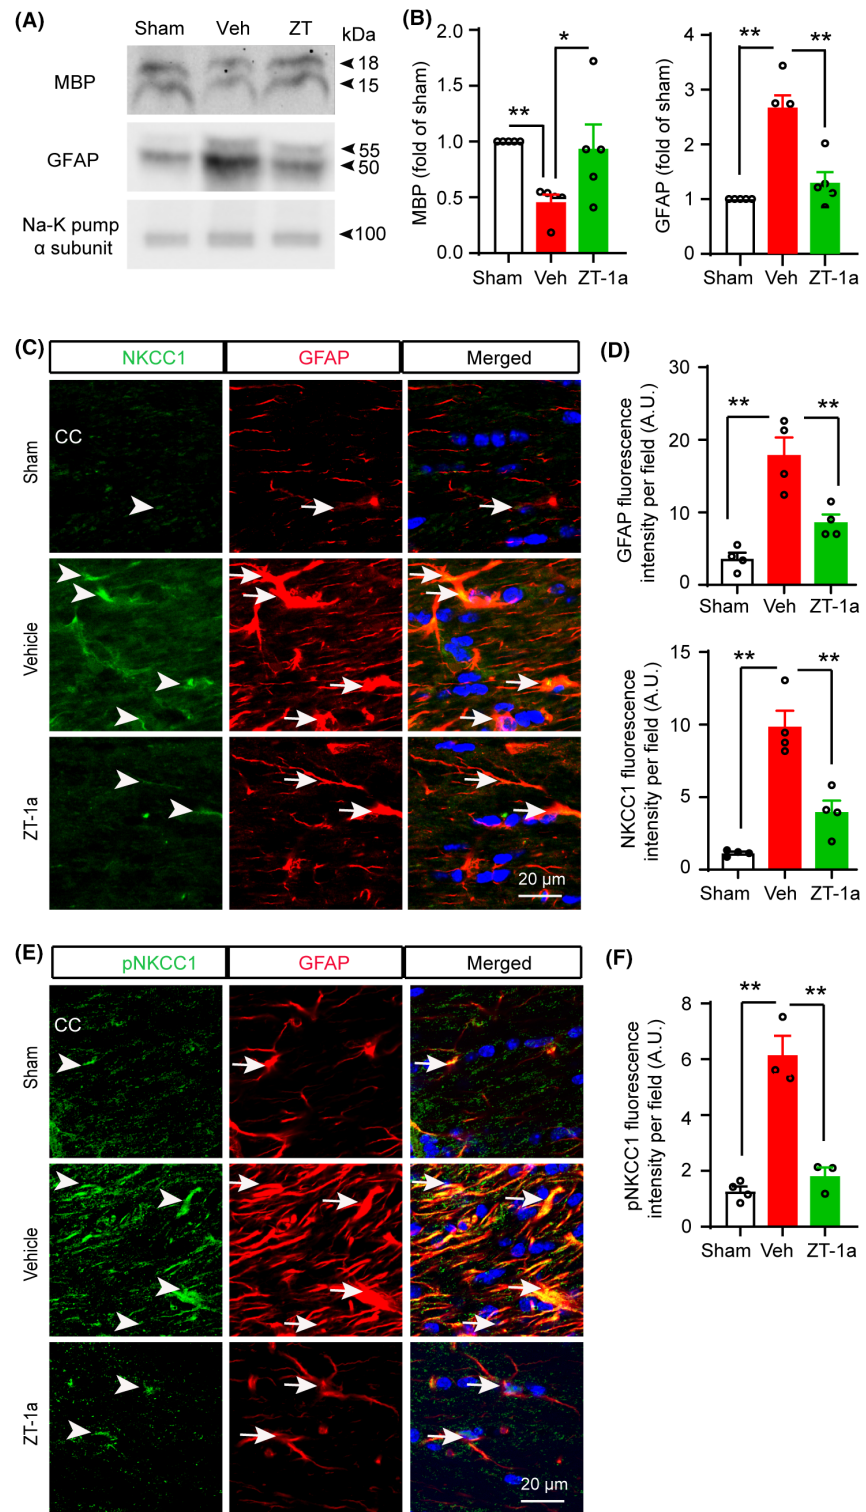 (A)
Sham Veh ZT kDa
MBP
18
15
GFAP
55
50
Na-K pump
α subunit
100
(B)
MBP (fold of sham)
2.0
1.5
1.0
0.5
0.0
** *
Sham Veh ZT-1a
GFAP (fold of sham)
4
3
2
1
0
** **
Sham Veh ZT-1a
(C)
NKCC1 GFAP Merged
Sham
CC
Vehicle
ZT-1a
20 µm
(D)
GFAP fluorescence
intensity per field (A.U.)
30
20
10
0
** **
Sham Veh ZT-1a
NKCC1 fluorescence
intensity per field (A.U.)
15
10
5
0
** **
Sham Veh ZT-1a
(E)
pNKCC1 GFAP Merged
Sham
CC
Vehicle
ZT-1a
20 µm
(F)
pNKCC1 fluorescence
intensity per field (A.U.)
8
6
4
2
0
** **
Sham Veh ZT-1a